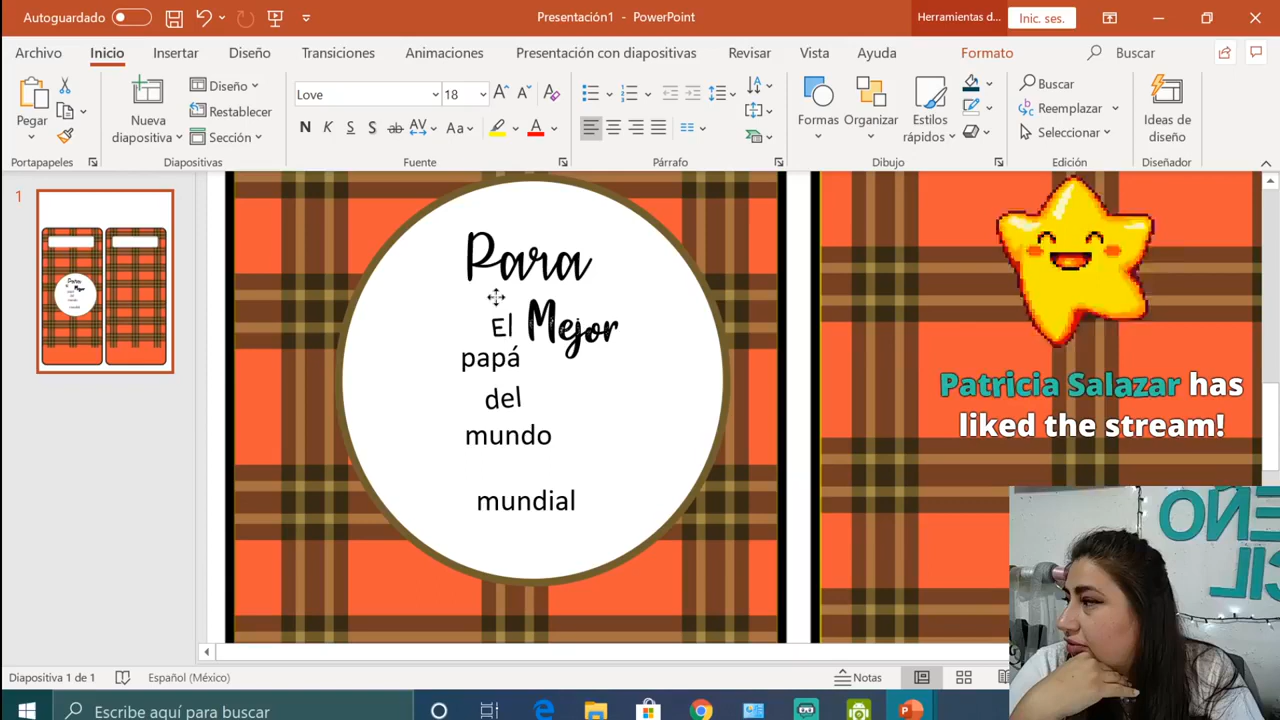 Autoguardado
Presentación1 - PowerPoint
Herramientas d...
Inic. ses.
Archivo Inicio Insertar Diseño Transiciones Animaciones Presentación con diapositivas Revisar Vista Ayuda Formato Buscar
Pegar
Portapapeles
Nueva diapositiva
Diseño
Restablecer
Sección
Diapositivas
Love 18
N K S S ab AV Aa A
Fuente
Párrafo
Formas
Organizar
Estilos rápidos
Dibujo
Buscar
Reemplazar
Seleccionar
Edición
Ideas de diseño
Diseñador
1
Para
El Mejor
papá
del
mundo
mundial
Patricia Salazar has
liked the stream!
Diapositiva 1 de 1 Español (México) Notas
Escribe aquí para buscar